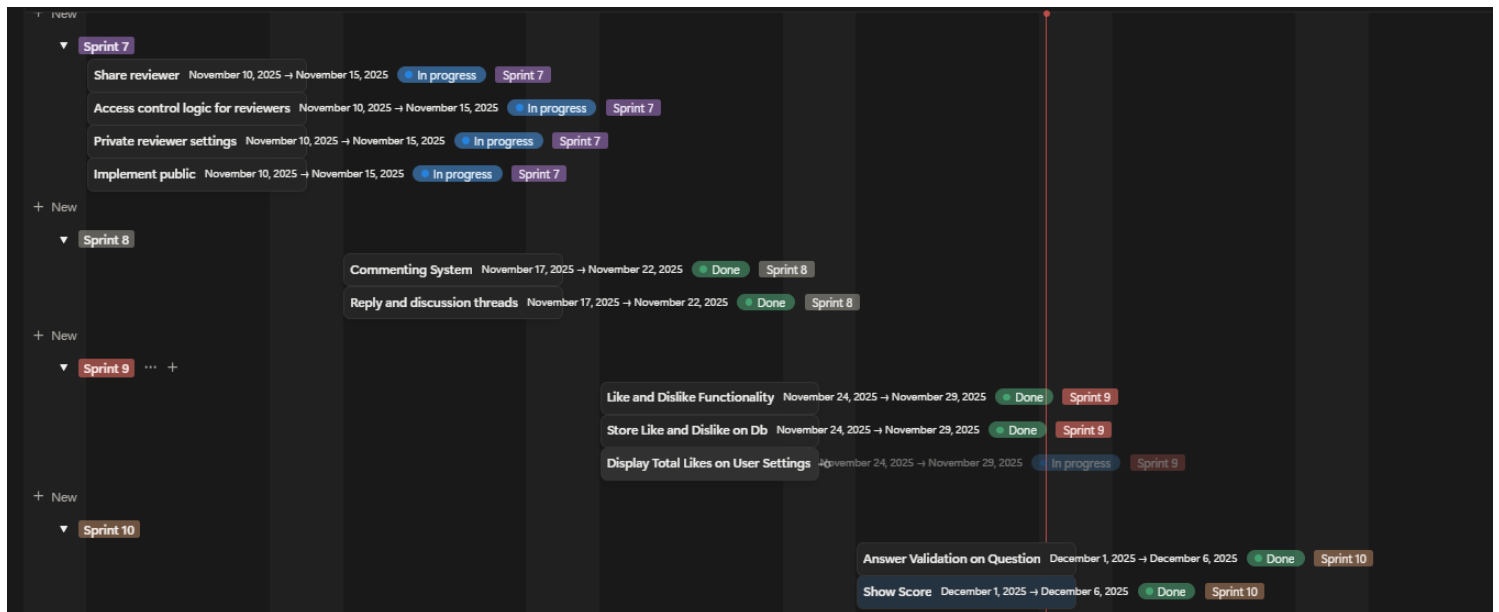 + New
▼ Sprint 7
Share reviewer November 10, 2025 → November 15, 2025 In progress Sprint 7
Access control logic for reviewers November 10, 2025 → November 15, 2025 In progress Sprint 7
Private reviewer settings November 10, 2025 → November 15, 2025 In progress Sprint 7
Implement public November 10, 2025 → November 15, 2025 In progress Sprint 7
+ New
▼ Sprint 8
Commenting System November 17, 2025 → November 22, 2025 Done Sprint 8
Reply and discussion threads November 17, 2025 → November 22, 2025 Done Sprint 8
+ New
▼ Sprint 9 ··· +
Like and Dislike Functionality November 24, 2025 → November 29, 2025 Done Sprint 9
Store Like and Dislike on Db November 24, 2025 → November 29, 2025 Done Sprint 9
Display Total Likes on User Settings November 24, 2025 → November 29, 2025 In progress Sprint 9
+ New
▼ Sprint 10
Answer Validation on Question December 1, 2025 → December 6, 2025 Done Sprint 10
Show Score December 1, 2025 → December 6, 2025 Done Sprint 10